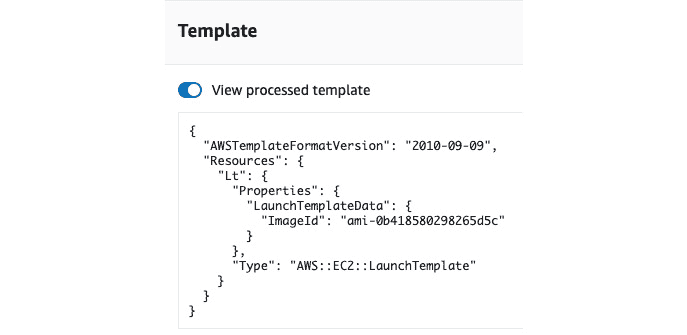 Template
View processed template
{
  "AWSTemplateFormatVersion": "2010-09-09",
  "Resources": {
    "Lt": {
      "Properties": {
        "LaunchTemplateData": {
          "ImageId": "ami-0b418580298265d5c"
        }
      },
      "Type": "AWS::EC2::LaunchTemplate"
    }
  }
}